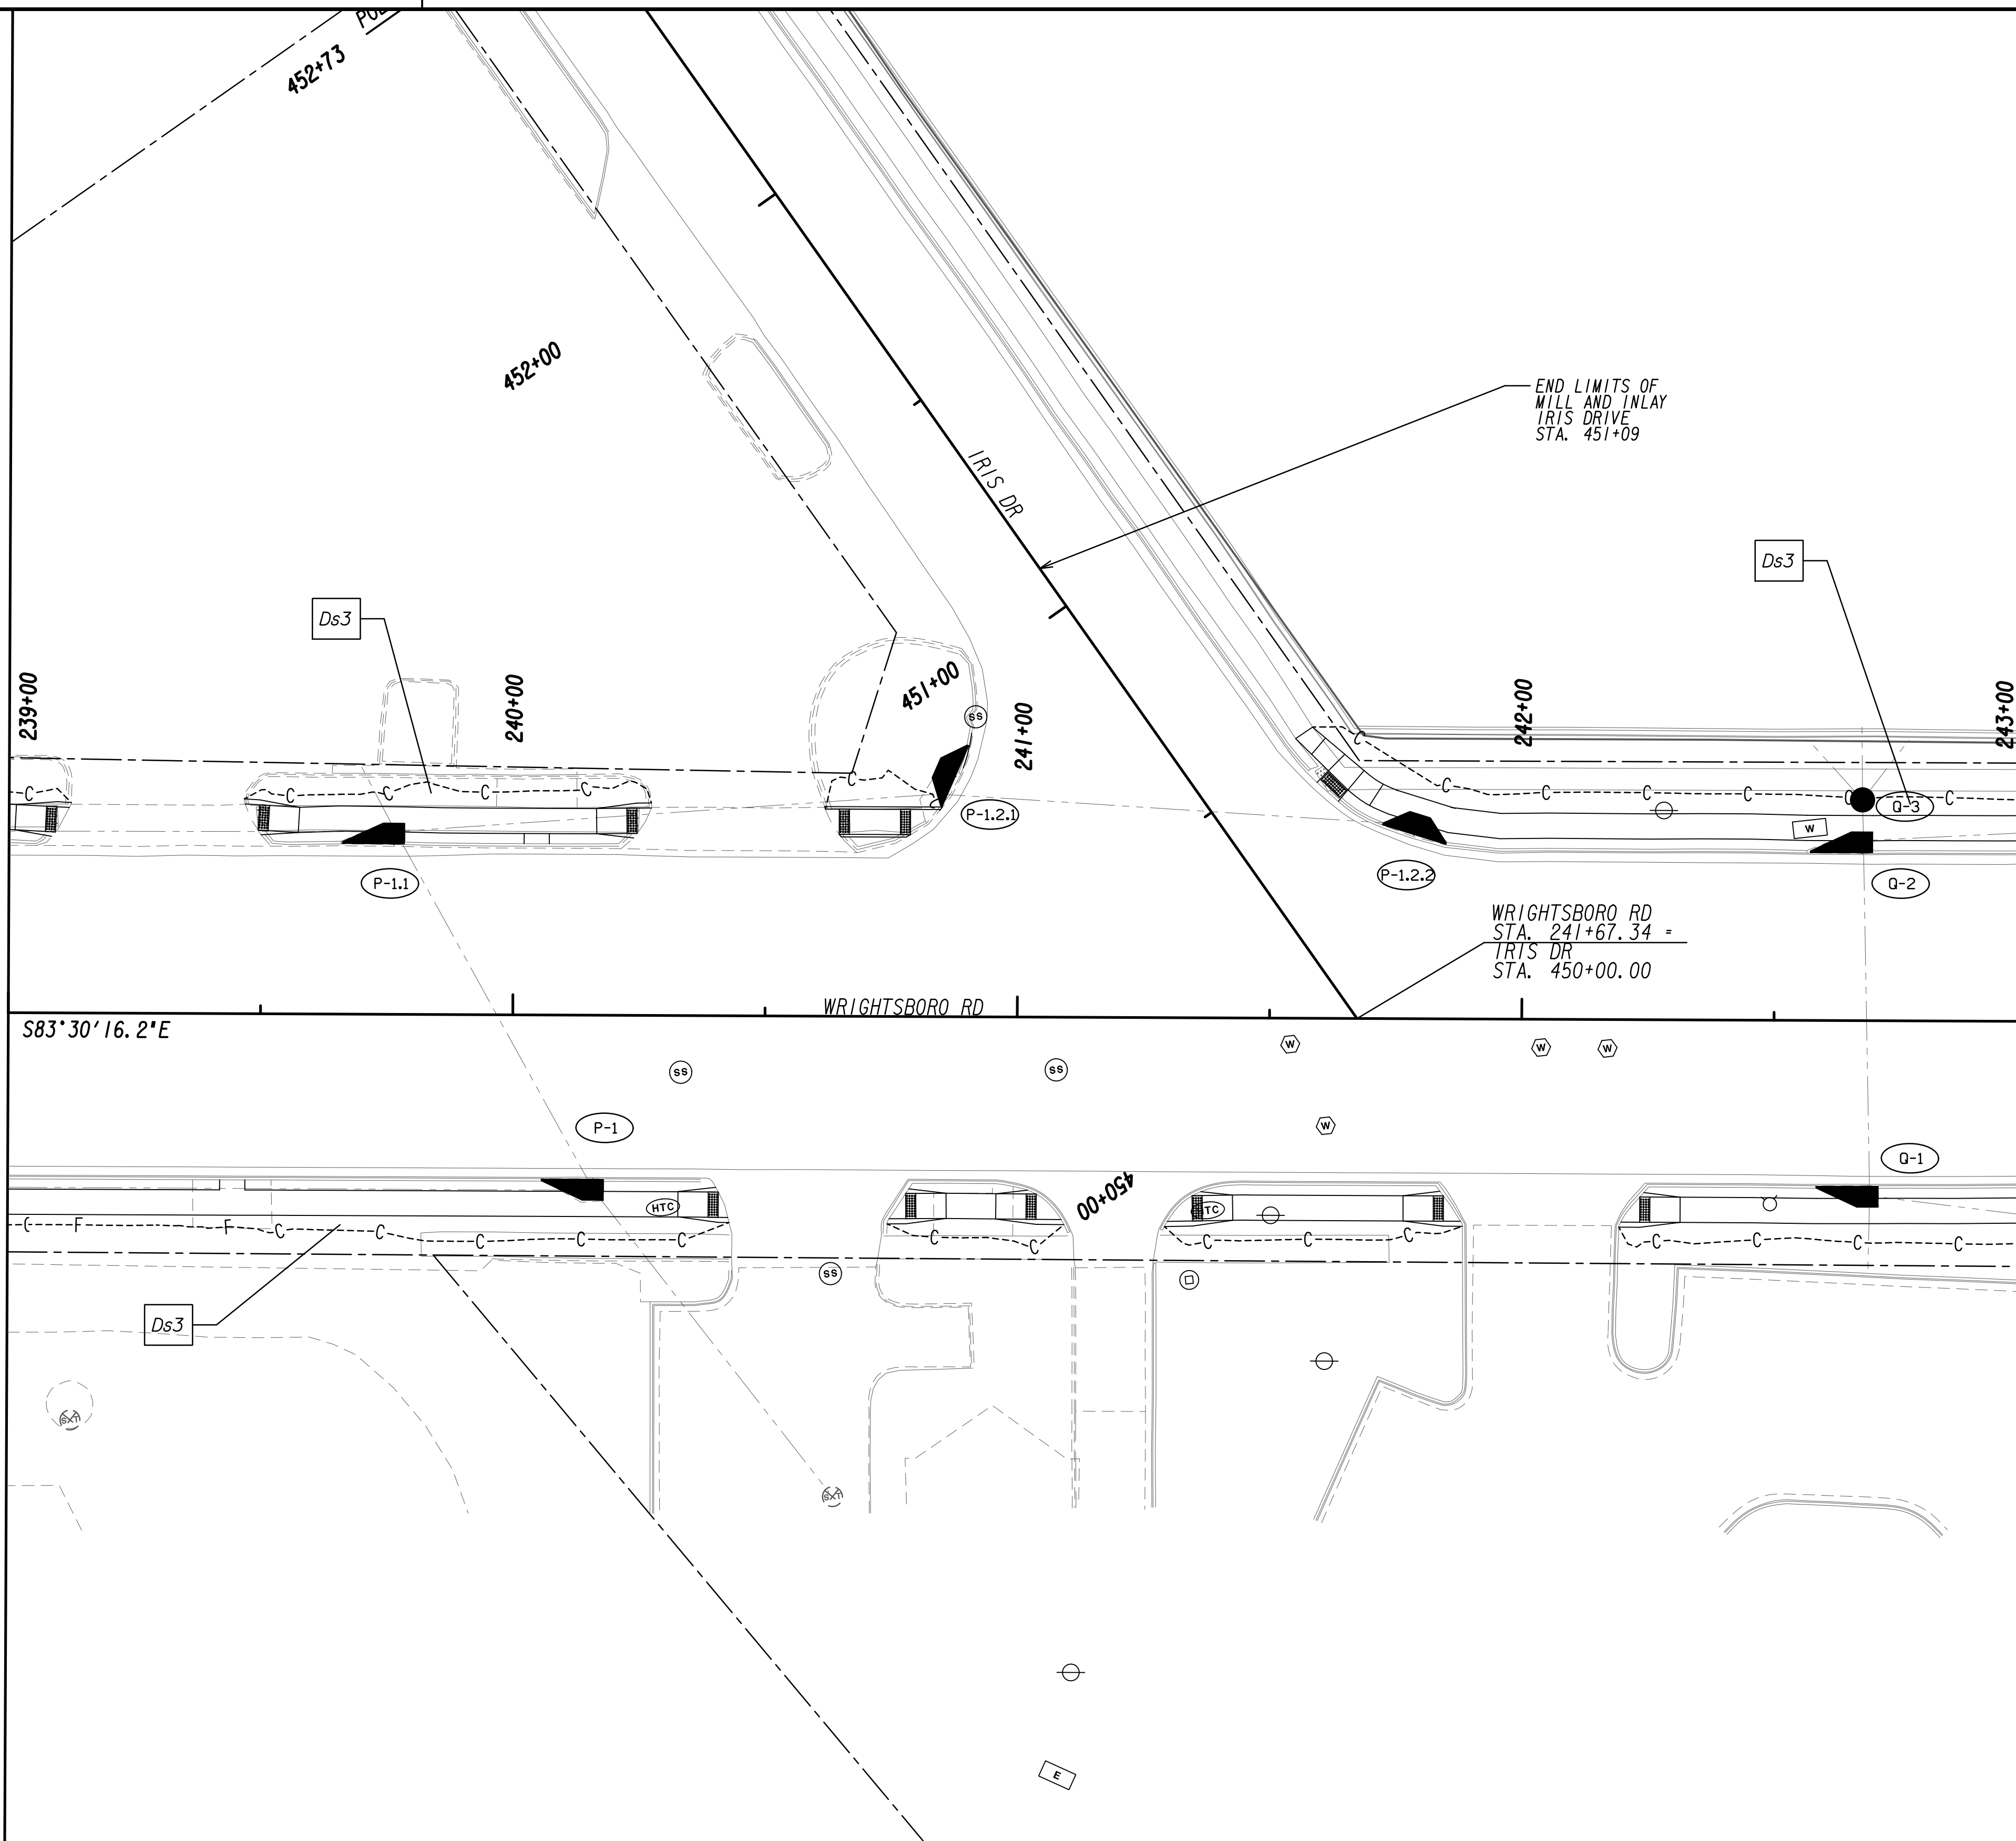 452+73
452+00
END LIMITS OF
MILL AND INLAY
IRIS DRIVE
STA. 451+09
IRIS DR
Ds3
Ds3
239+00
240+00
451+00
SS
241+00
242+00
243+00
C
C
C
C
C
C
C
C
C
C
C
C
C
C
P-1.2.1
Q-3
W
P-1.1
P-1.2.2
Q-2
WRIGHTSBORO RD
STA. 241+67.34 =
IRIS DR
STA. 450+00.00
WRIGHTSBORO RD
S83°30'16.2"E
W
W
W
SS
SS
P-1
W
Q-1
450+00
HTC
C
F
F
C
C
C
C
C
C
C
C
C
C
C
C
C
C
SS
Ds3
E